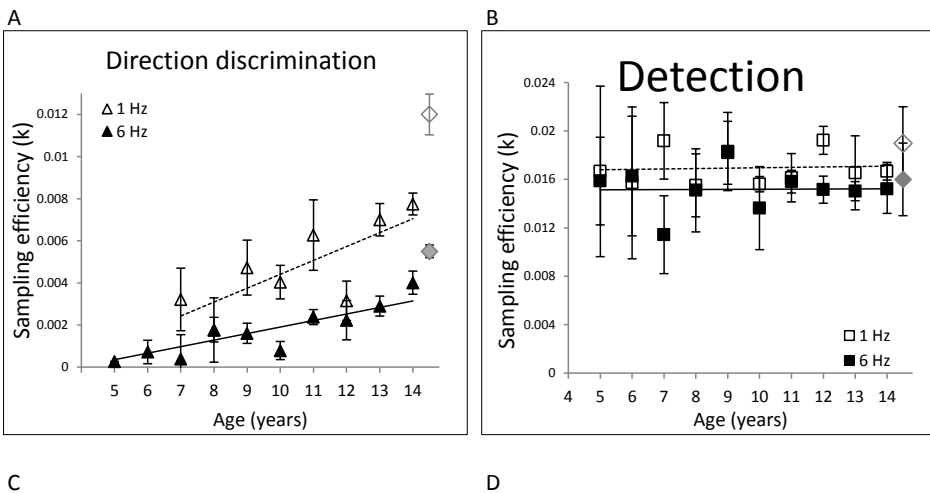 A
Direction discrimination
1 Hz
6 Hz
Sampling efficiency (k)
0.012
0.01
0.008
0.006
0.004
0.002
0
5 6 7 8 9 10 11 12 13 14
Age (years)
B
Detection
Sampling efficiency (k)
0.024
0.02
0.016
0.012
0.008
0.004
0
1 Hz
6 Hz
4 5 6 7 8 9 10 11 12 13 14
Age (years)
C
D